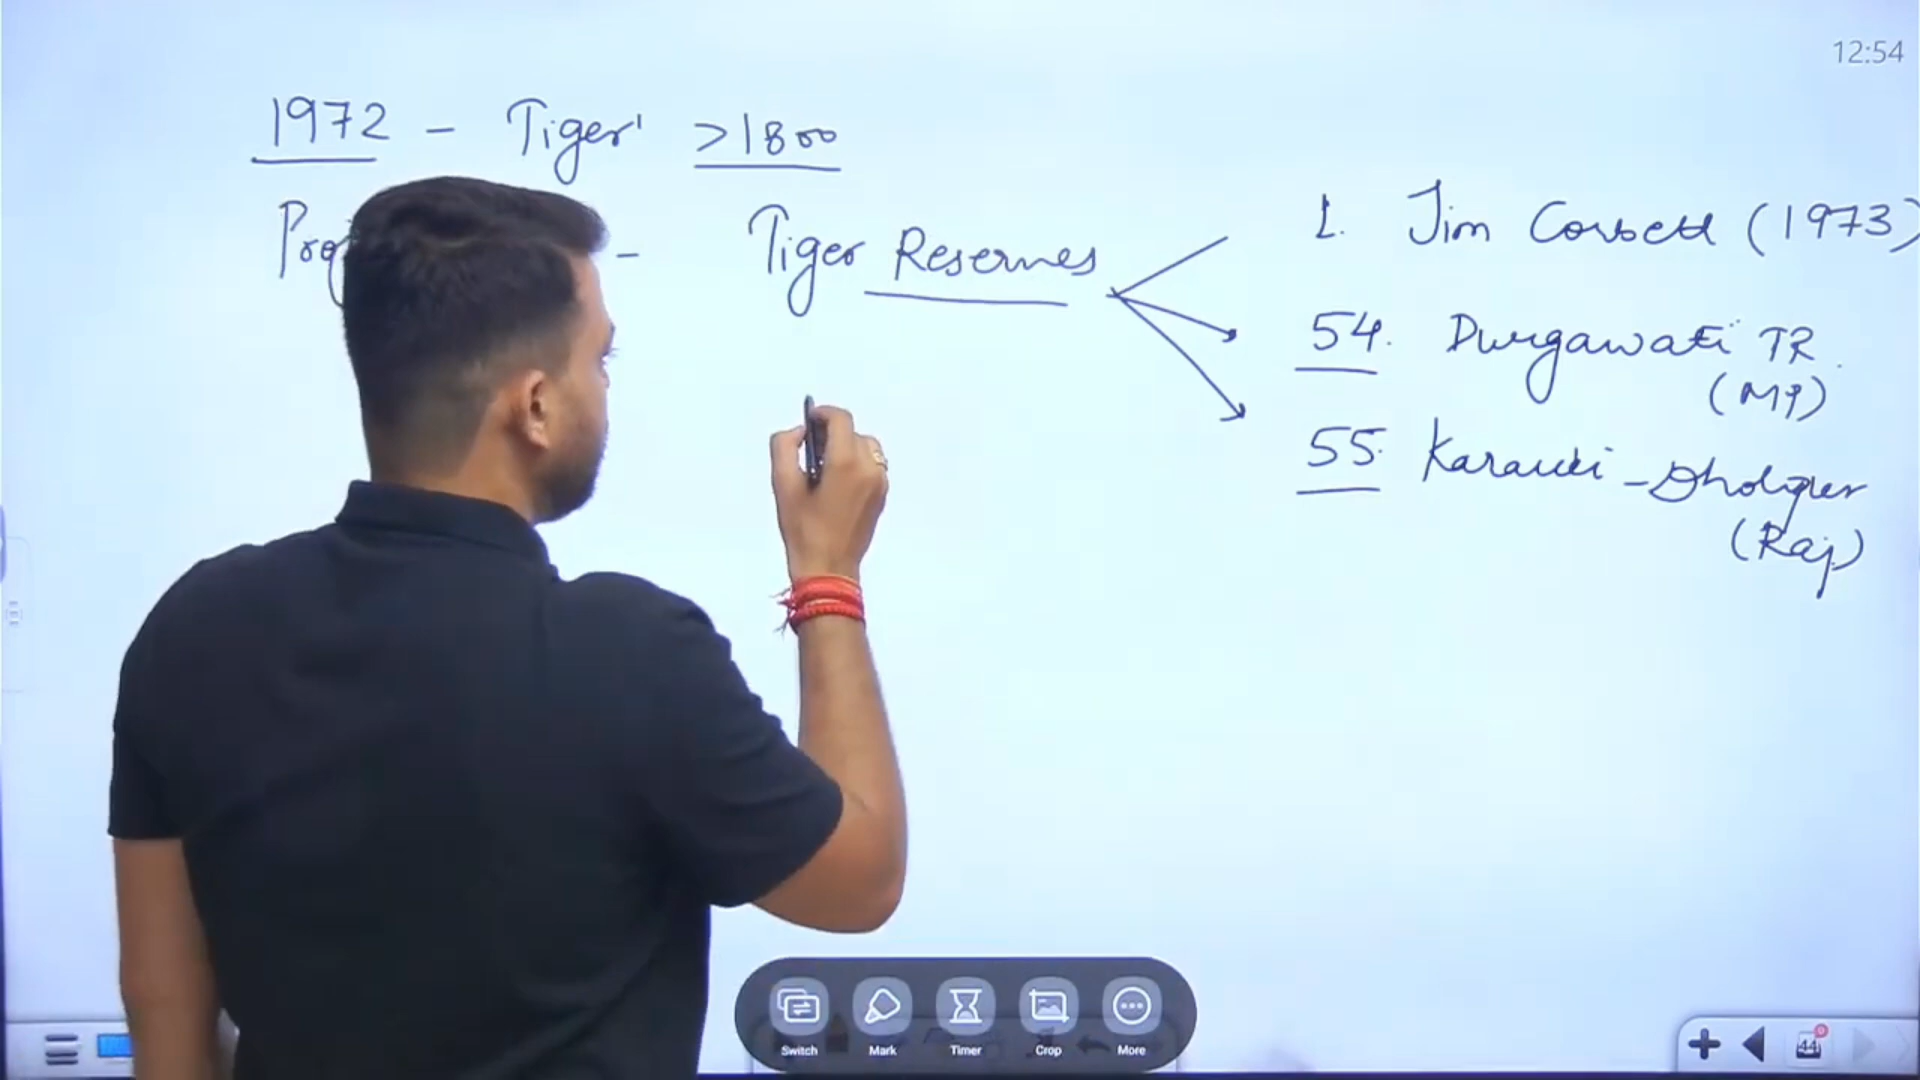 12:54
1972 - Tiger' >1800
- Tiger Reserves
1. Jim Corbett (1973)
54. Durgawati TR.
(MP)
55. Karauli - Dholpur
(Raj)
Switch Mark Timer Crop More
44